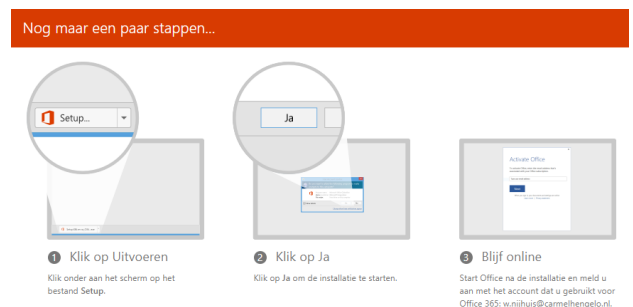 Nog maar een paar stappen...
Setup...
Ja
Activate Office
1 Klik op Uitvoeren
Klik onder aan het scherm op het
bestand Setup.
2 Klik op Ja
Klik op Ja om de installatie te starten.
3 Blijf online
Start Office na de installatie en meld u
aan met het account dat u gebruikt voor
Office 365: w.nijhuis@carmelhengelo.nl.